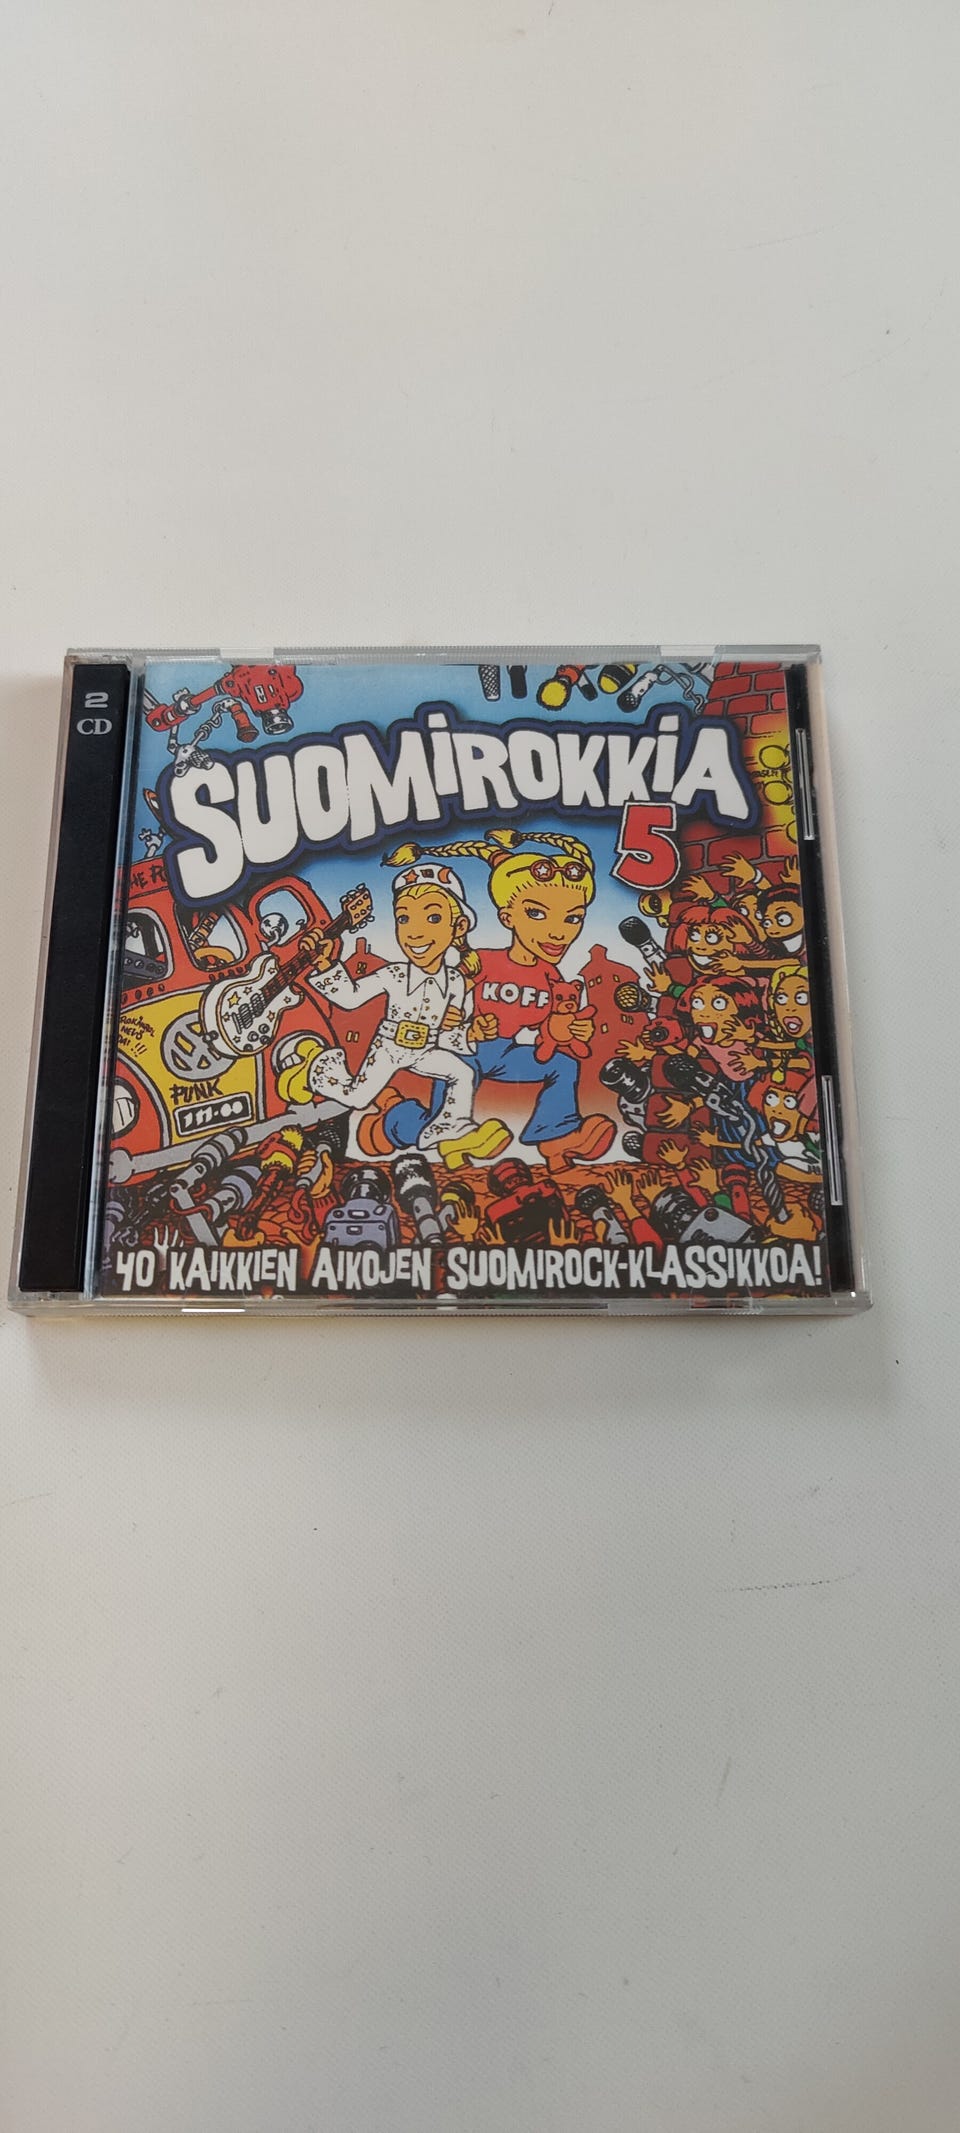 2
CD
SUOMIROKKIA
5
KOFF
PUNK
40 KAIKKIEN AIKOJEN SUOMIROCK-KLASSIKKOA!